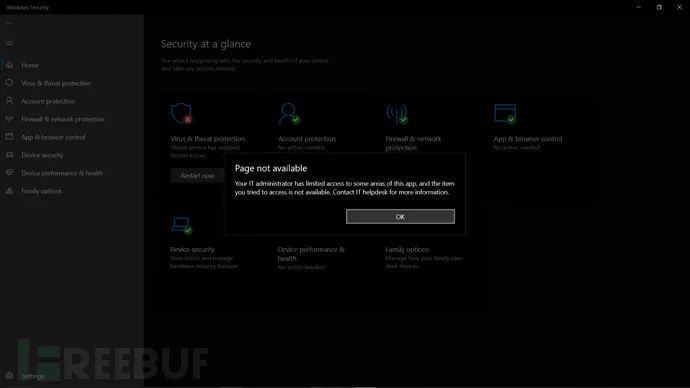 Windows Security
Home
Virus & threat protection
Account protection
Firewall & network protection
App & browser control
Device security
Device performance & health
Family options
Settings
Security at a glance
See what's happening with the security and health of your device
and take any actions needed.
Virus & threat protection
Threat service has stopped.
Restart it now.
Restart now
Account protection
No action needed.
Firewall & network
protection
App & browser control
No action needed.
Page not available
Your IT administrator has limited access to some areas of this app, and the item
you tried to access is not available. Contact IT helpdesk for more information.
OK
Device security
View status and manage
hardware security features
Device performance &
health
No action needed.
Family options
Manage how your family uses
their devices.
REEBUF